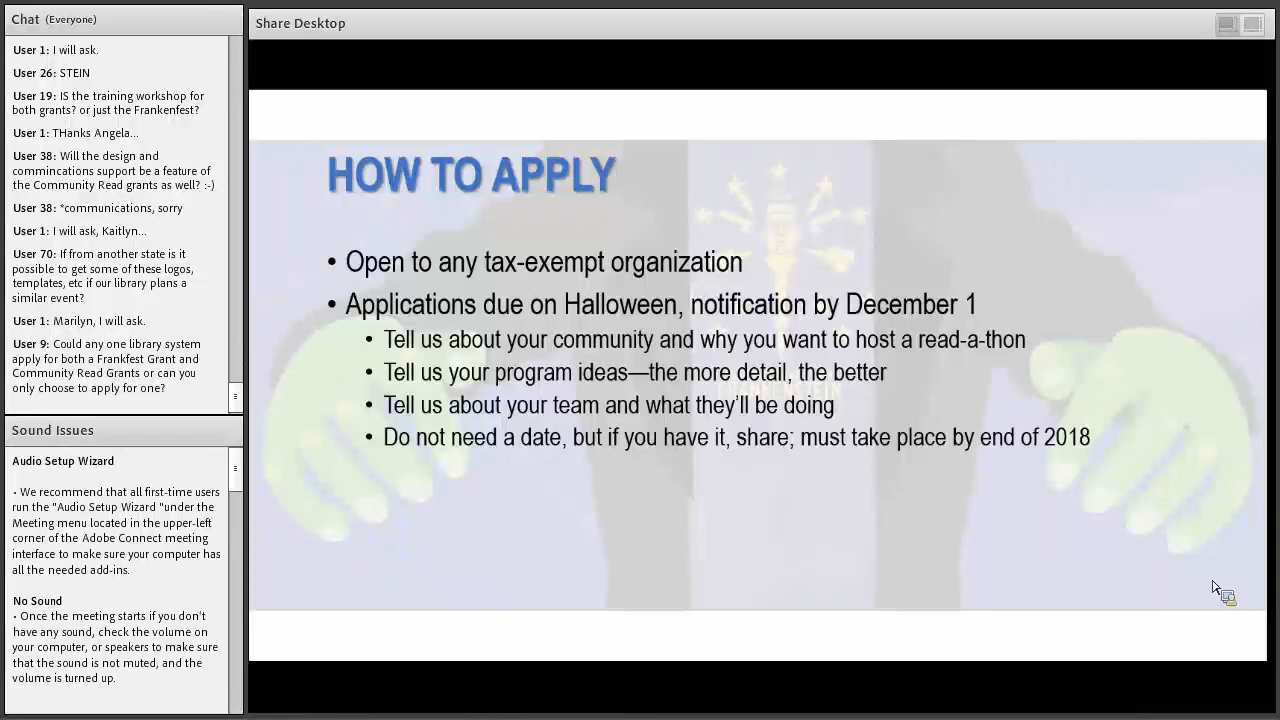 Chat (Everyone)
User 1: I will ask.
User 26: STEIN
User 19: IS the training workshop for
both grants? or just the Frankenfest?
User 1: THanks Angela...
User 38: Will the design and
commincations support be a feature of
the Community Read grants as well? :-)
User 38: *communications, sorry
User 1: I will ask, Kaitlyn...
User 70: If from another state is it
possible to get some of these logos,
templates, etc if our library plans a
similar event?
User 1: Marilyn, I will ask.
User 9: Could any one library system
apply for both a Frankfest Grant and
Community Read Grants or can you
only choose to apply for one?
Sound Issues
Audio Setup Wizard
• We recommend that all first-time users
run the "Audio Setup Wizard "under the
Meeting menu located in the upper-left
corner of the Adobe Connect meeting
interface to make sure your computer has
all the needed add-ins.
No Sound
• Once the meeting starts if you don't
have any sound, check the volume on
your computer, or speakers to make sure
that the sound is not muted, and the
volume is turned up.
Share Desktop
HOW TO APPLY
• Open to any tax-exempt organization
• Applications due on Halloween, notification by December 1
• Tell us about your community and why you want to host a read-a-thon
• Tell us your program ideas—the more detail, the better
• Tell us about your team and what they'll be doing
• Do not need a date, but if you have it, share; must take place by end of 2018